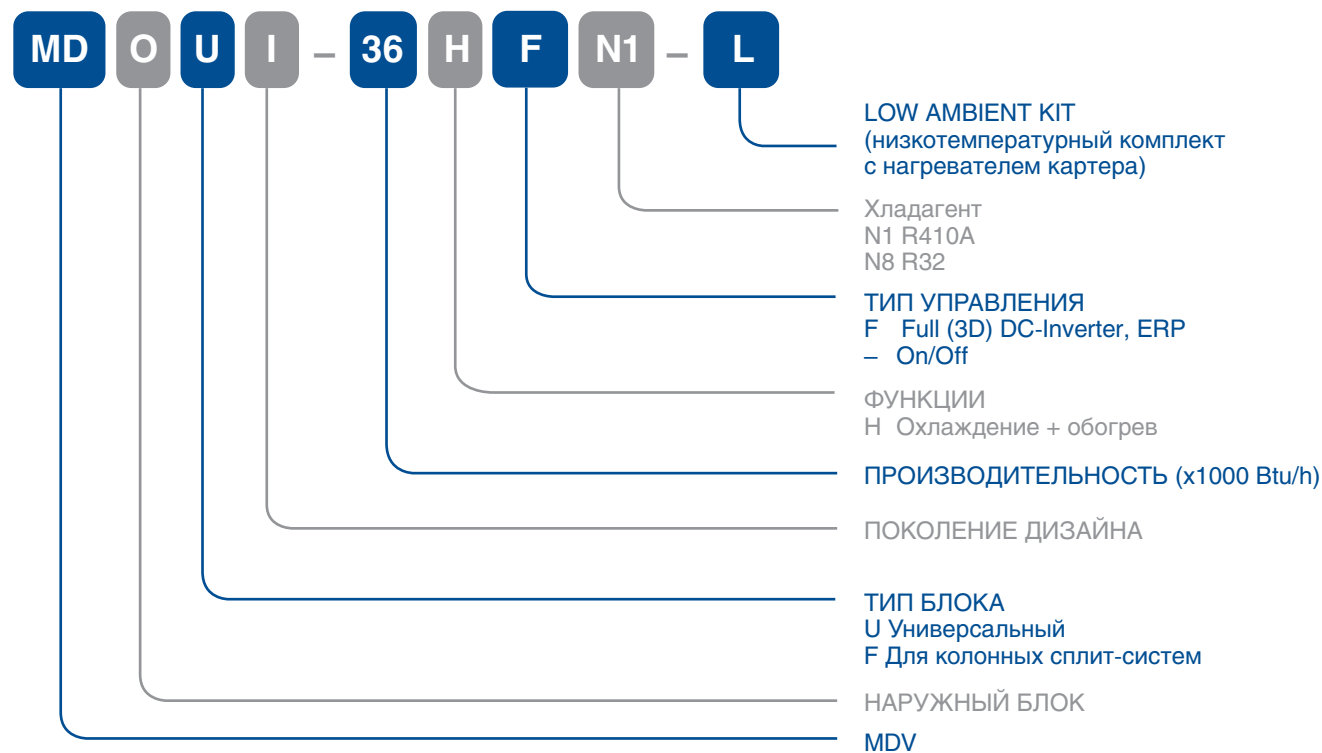 MD O U I – 36 H F N1 – L
LOW AMBIENT KIT
(низкотемпературный комплект
с нагревателем картера)
Хладагент
N1 R410A
N8 R32
ТИП УПРАВЛЕНИЯ
F Full (3D) DC-Inverter, ERP
– On/Off
ФУНКЦИИ
H Охлаждение + обогрев
ПРОИЗВОДИТЕЛЬНОСТЬ (x1000 Btu/h)
ПОКОЛЕНИЕ ДИЗАЙНА
ТИП БЛОКА
U Универсальный
F Для колонных сплит-систем
НАРУЖНЫЙ БЛОК
MDV